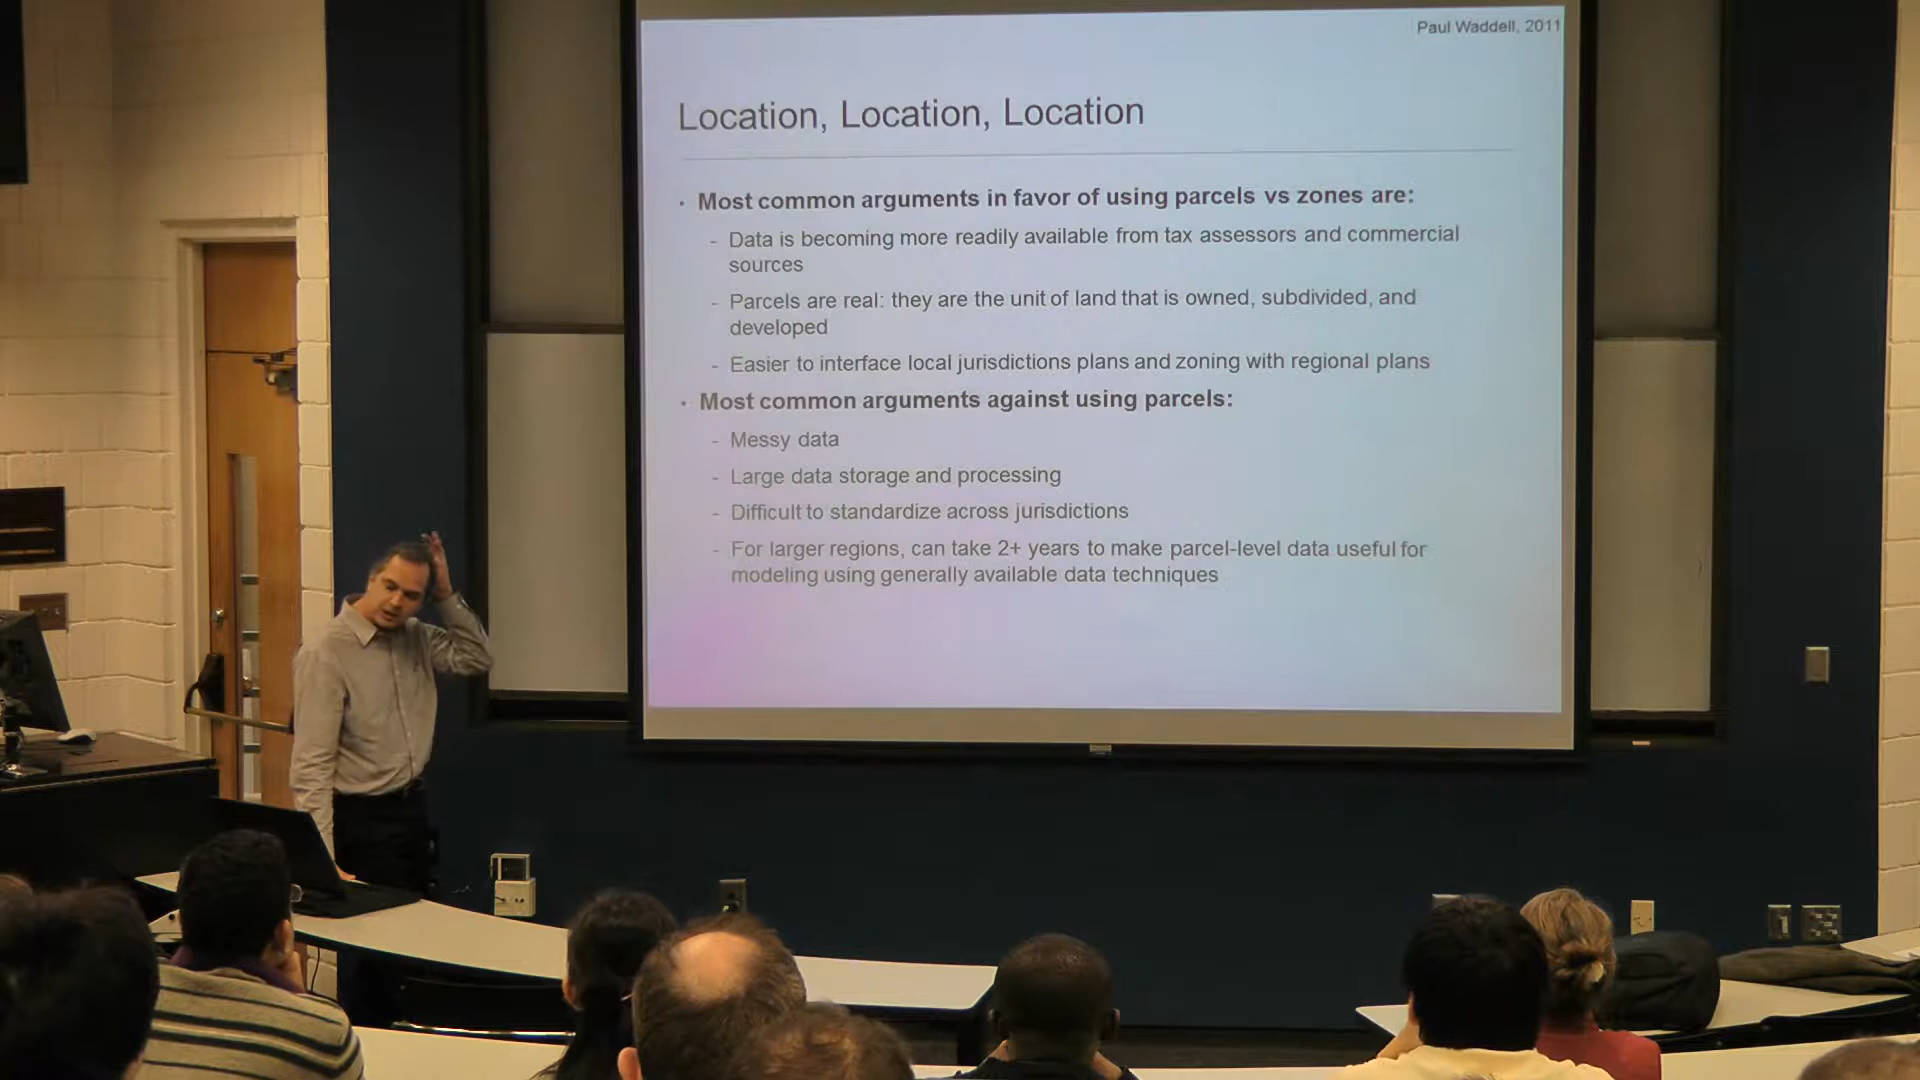 Paul Waddell, 2011
Location, Location, Location
· Most common arguments in favor of using parcels vs zones are:
- Data is becoming more readily available from tax assessors and commercial
sources
- Parcels are real: they are the unit of land that is owned, subdivided, and
developed
- Easier to interface local jurisdictions plans and zoning with regional plans
· Most common arguments against using parcels:
- Messy data
- Large data storage and processing
- Difficult to standardize across jurisdictions
- For larger regions, can take 2+ years to make parcel-level data useful for
modeling using generally available data techniques